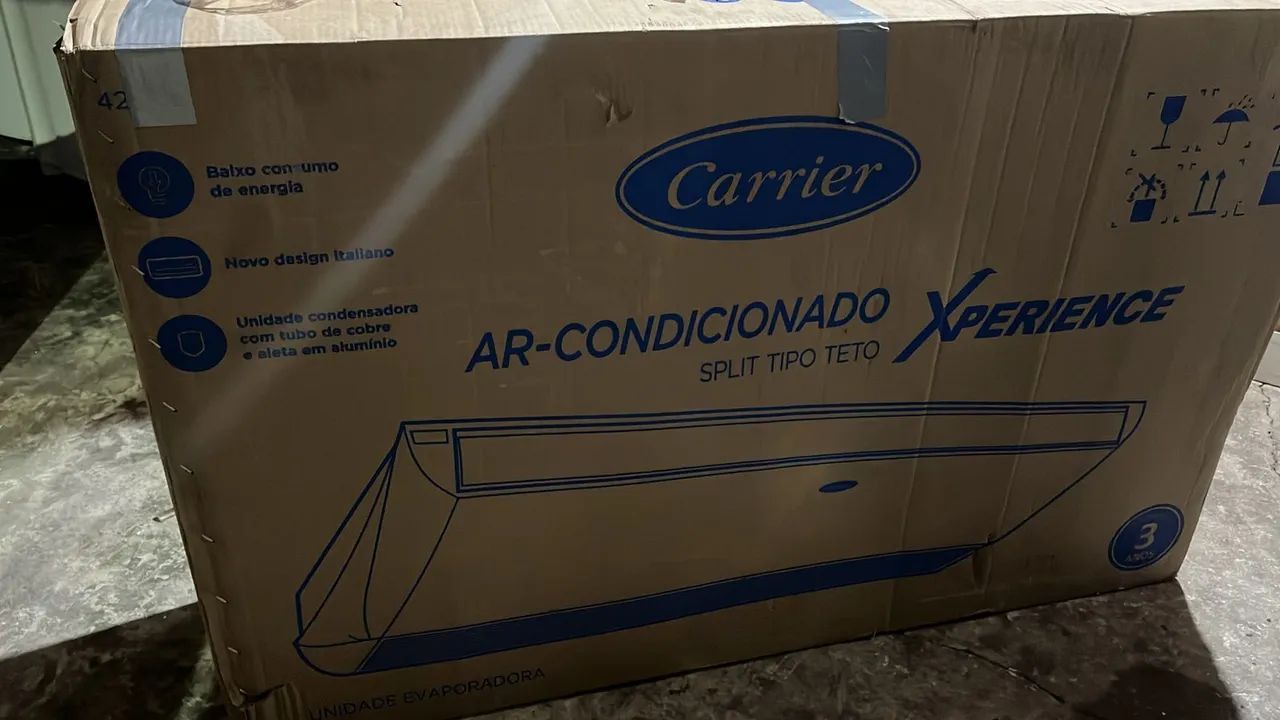 42
Baixo consumo
de energia
Novo design italiano
Unidade condensadora
com tubo de cobre
e aleta em alumínio
Carrier
AR-CONDICIONADO XPERIENCE
SPLIT TIPO TETO
3
ANOS
UNIDADE EVAPORADORA